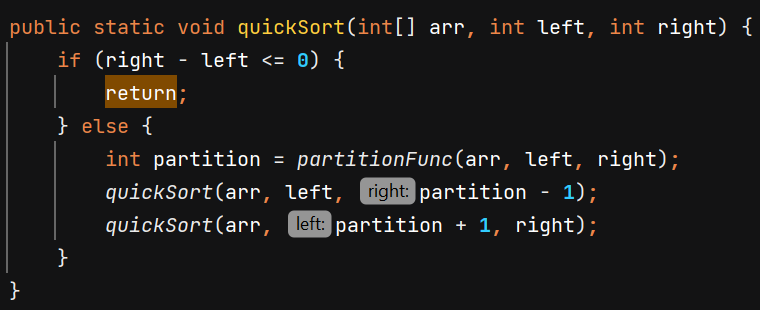 public static void quickSort(int[] arr, int left, int right) {
    if (right - left <= 0) {
        return;
    } else {
        int partition = partitionFunc(arr, left, right);
        quickSort(arr, left, right: partition - 1);
        quickSort(arr, left: partition + 1, right);
    }
}